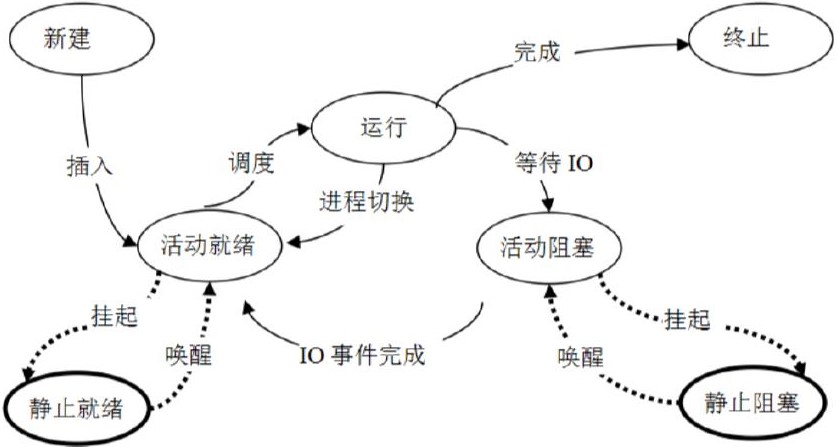 新建
终止
完成
运行
插入
调度
等待 IO
进程切换
活动就绪
活动阻塞
挂起
挂起
唤醒
IO 事件完成
唤醒
静止就绪
静止阻塞